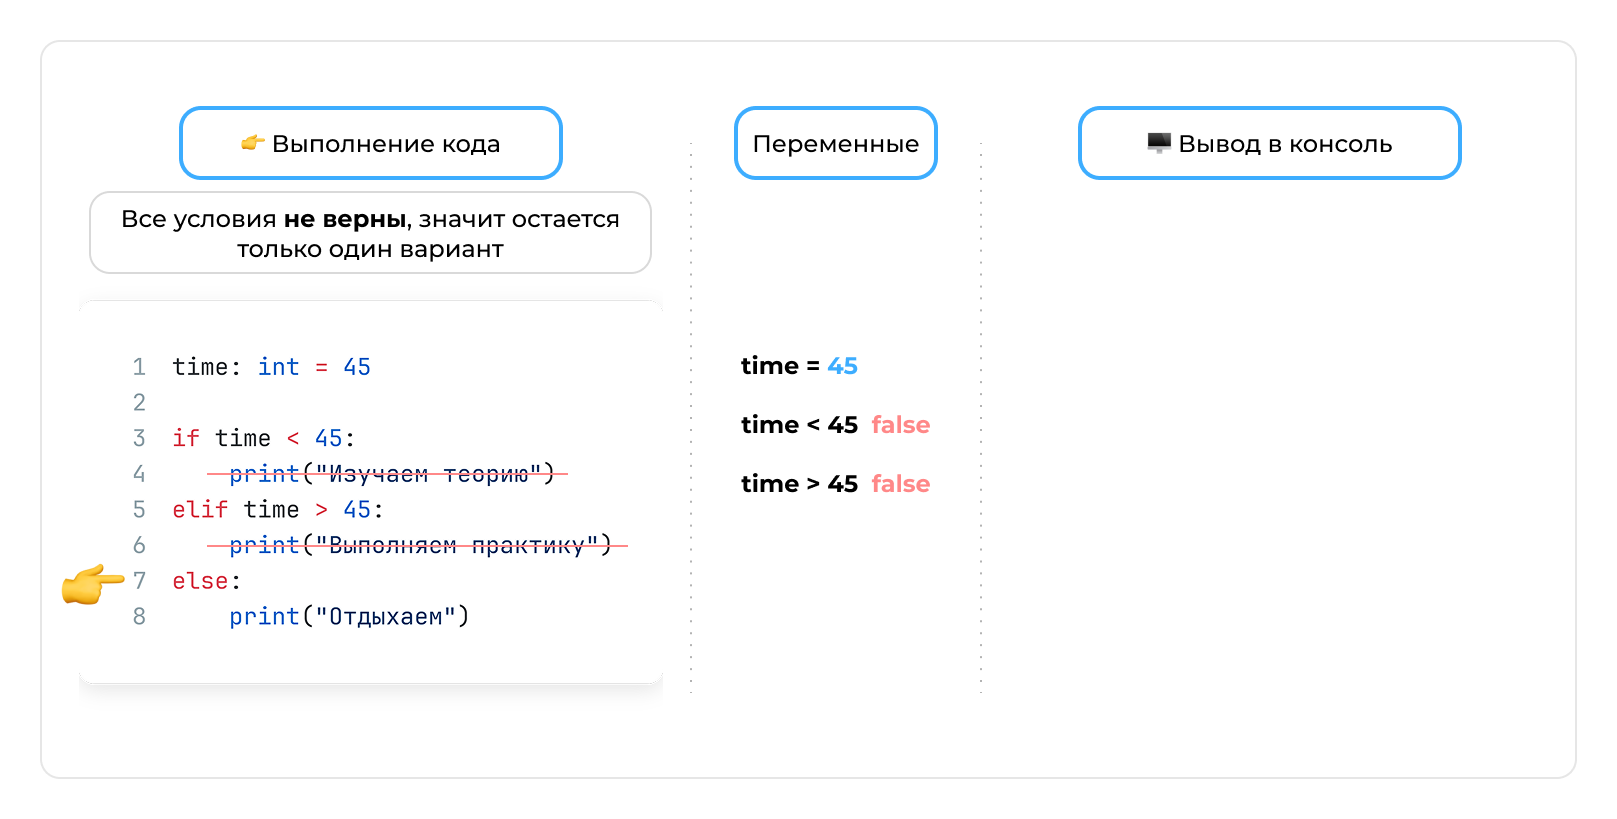 👉 Выполнение кода
Все условия не верны, значит остается
только один вариант
1 time: int = 45
2
3 if time < 45:
4     print("Изучаем теорию")
5 elif time > 45:
6     print("Выполняем практику")
7 else:
8     print("Отдыхаем")
Переменные
time = 45
time < 45 false
time > 45 false
🖥️ Вывод в консоль